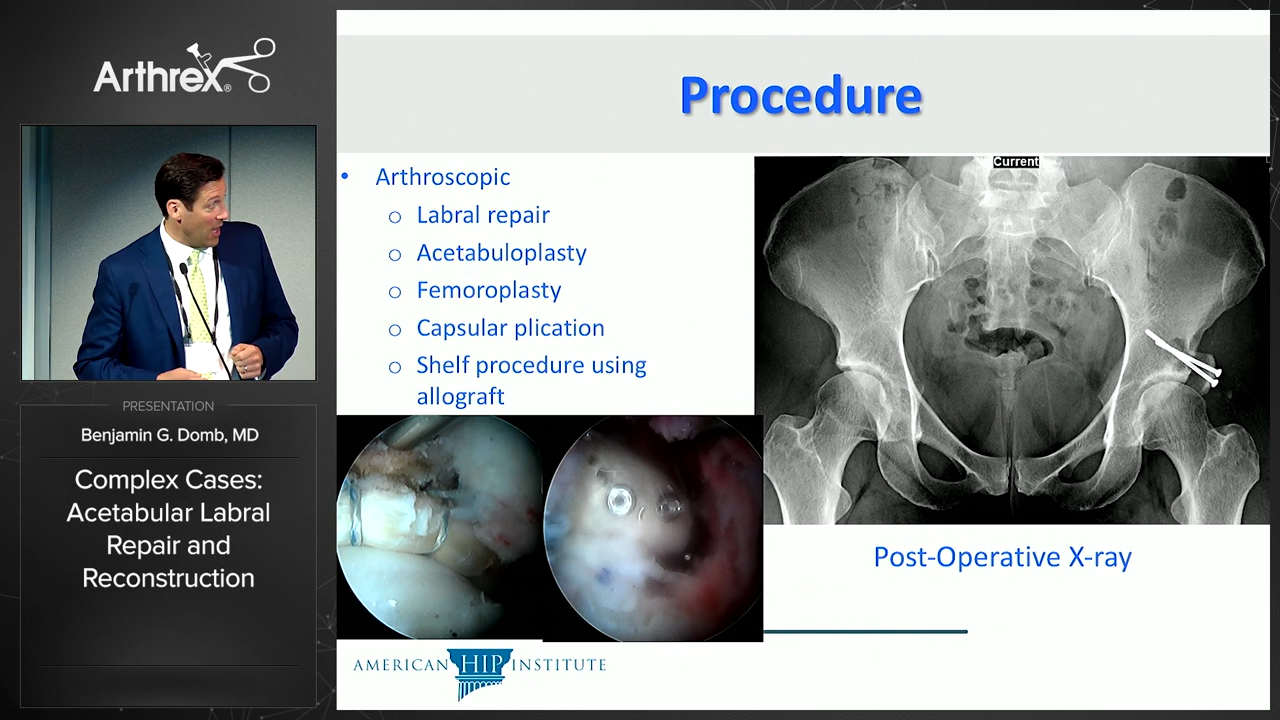 Arthrex®
PRESENTATION
Benjamin G. Domb, MD
Complex Cases:
Acetabular Labral
Repair and
Reconstruction
Procedure
• Arthroscopic
o Labral repair
o Acetabuloplasty
o Femoroplasty
o Capsular plication
o Shelf procedure using
allograft
Current
Post-Operative X-ray
AMERICAN HIP INSTITUTE